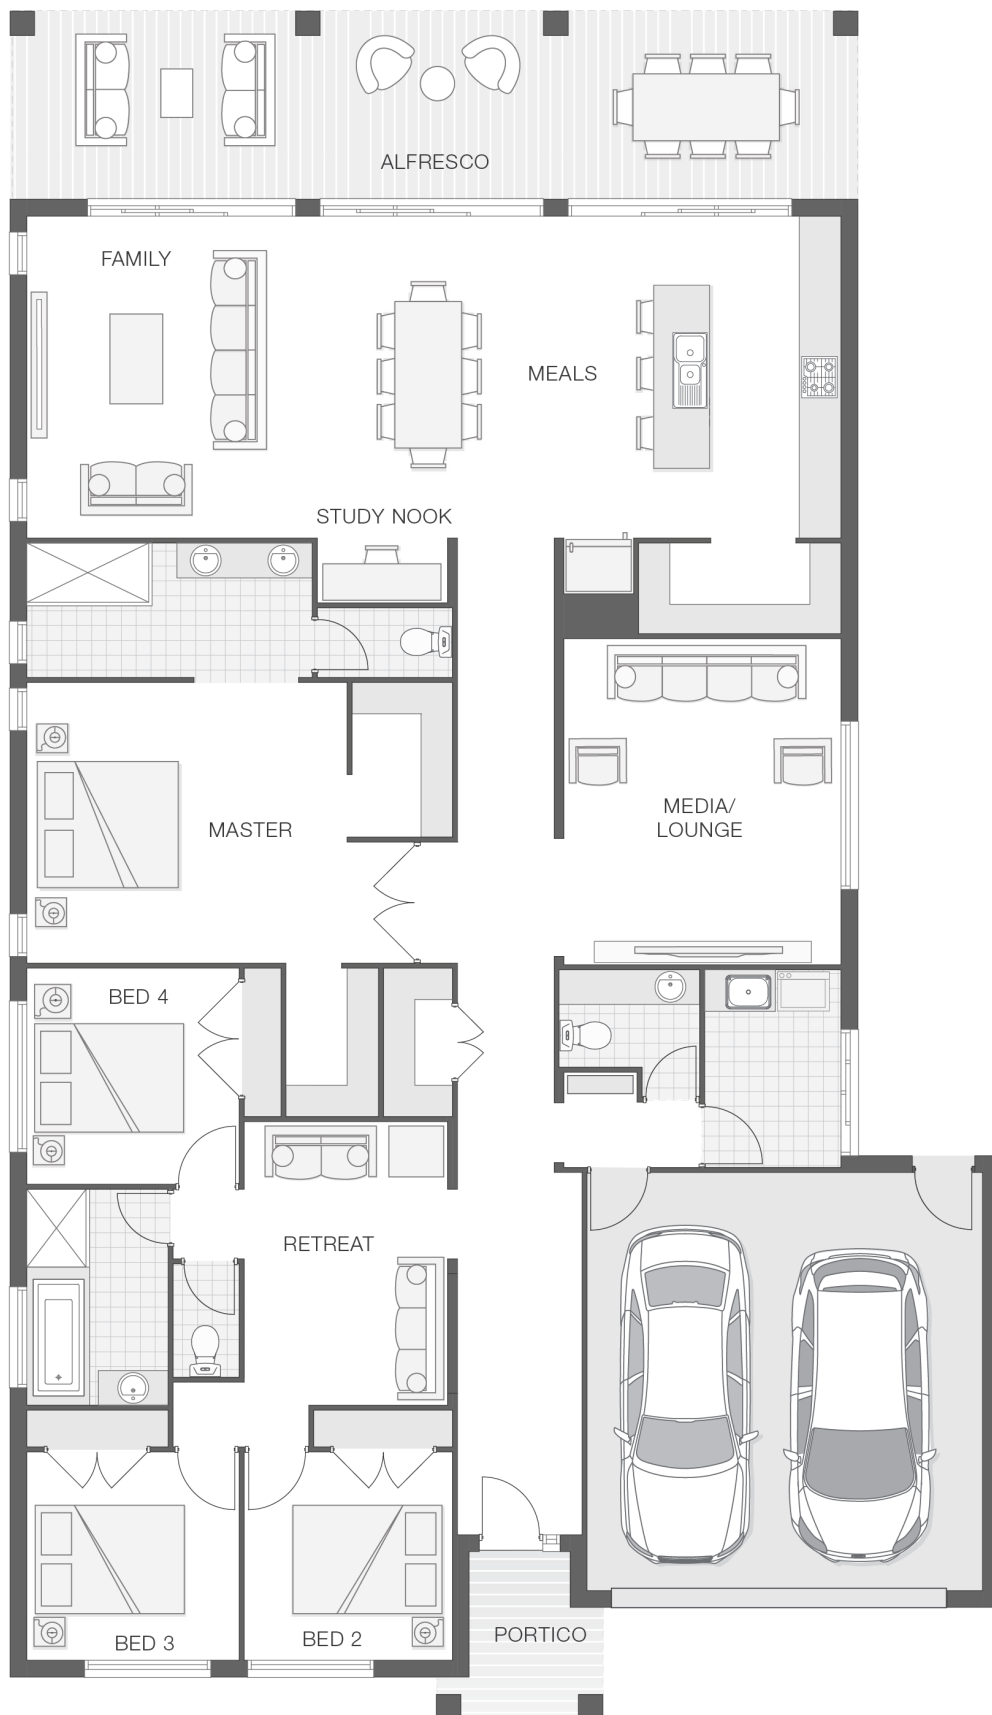 ALFRESCO
FAMILY
MEALS
STUDY NOOK
MASTER
MEDIA/
LOUNGE
BED 4
RETREAT
BED 3
BED 2
PORTICO